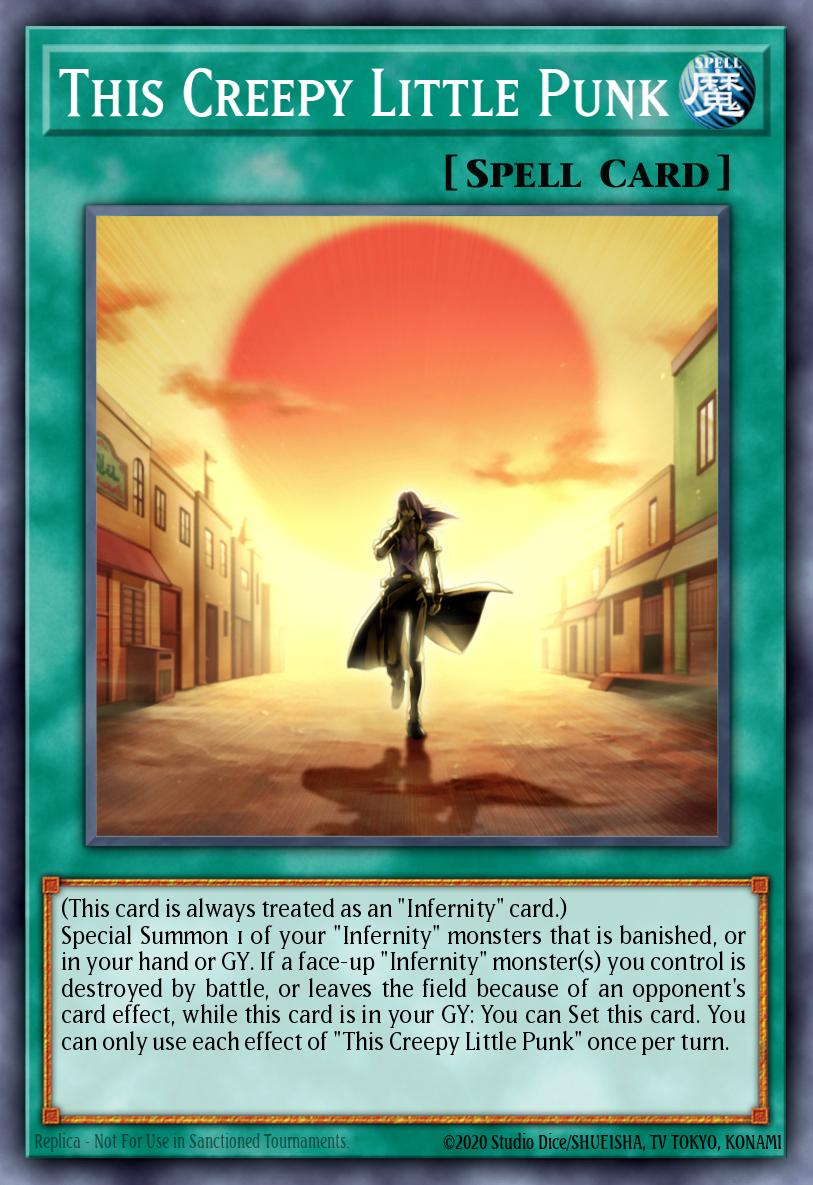 This Creepy Little Punk
SPELL
魔
[Spell Card]
(This card is always treated as an "Infernity" card.)
Special Summon 1 of your "Infernity" monsters that is banished, or
in your hand or GY. If a face-up "Infernity" monster(s) you control is
destroyed by battle, or leaves the field because of an opponent's
card effect, while this card is in your GY: You can Set this card. You
can only use each effect of "This Creepy Little Punk" once per turn.
Replica - Not For Use in Sanctioned Tournaments.
©2020 Studio Dice/SHUEISHA, TV TOKYO, KONAMI